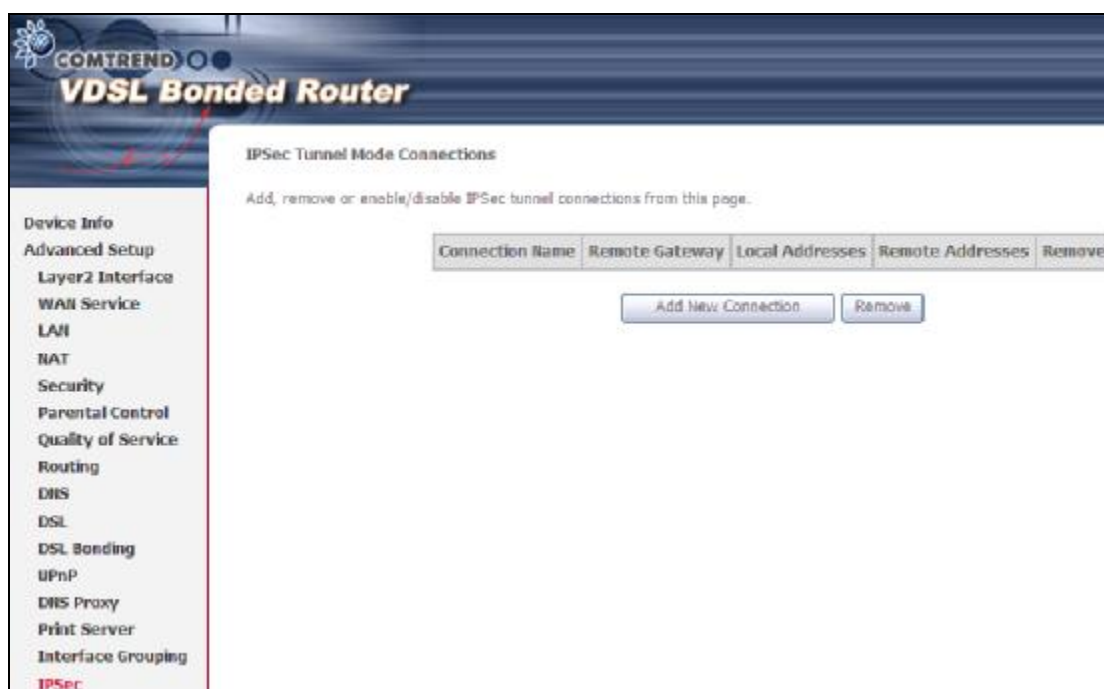 COMTREND
VDSL Bonded Router
IPSec Tunnel Mode Connections
Add, remove or enable/disable IPSec tunnel connections from this page.
Connection Name Remote Gateway Local Addresses Remote Addresses Remove
Add New Connection Remove
Device Info
Advanced Setup
Layer2 Interface
WAN Service
LAN
NAT
Security
Parental Control
Quality of Service
Routing
DNS
DSL
DSL Bonding
UPnP
DNS Proxy
Print Server
Interface Grouping
IPSec